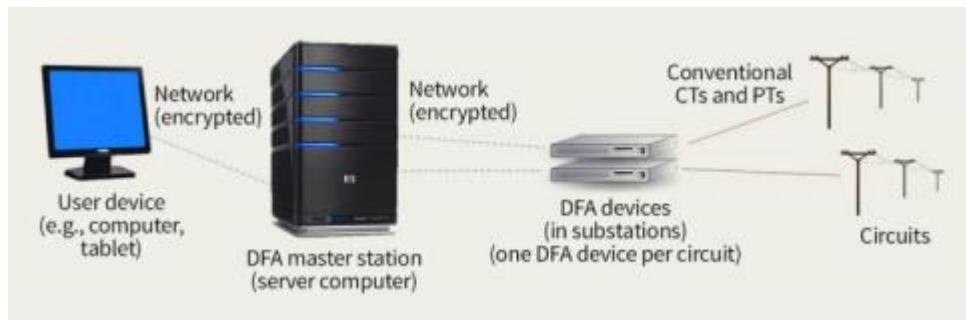 Network
(encrypted)
Network
(encrypted)
Conventional
CTs and PTs
User device
(e.g., computer,
tablet)
DFA master station
(server computer)
DFA devices
(in substations)
(one DFA device per circuit)
Circuits